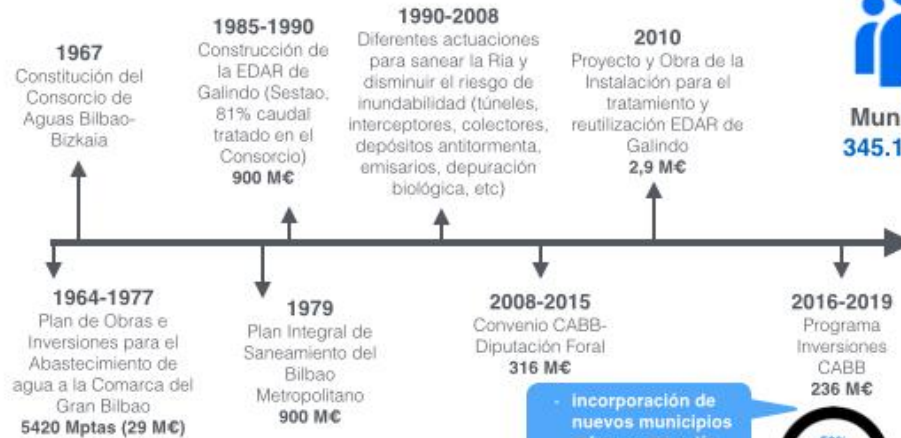 1967
Constitución del
Consorcio de
Aguas Bilbao-
Bizkaia
1985-1990
Construcción de
la EDAR de
Galindo (Sestao,
81% caudal
tratado en el
Consorcio)
900 M€
1990-2008
Diferentes actuaciones
para sanear la Ria y
disminuir el riesgo de
inundabilidad (túneles,
interceptores, colectores,
depósitos antitormenta,
emisarios, depuración
biológica, etc)
2010
Proyecto y Obra de la
Instalación para el
tratamiento y
reutilización EDAR de
Galindo
2,9 M€
Mun
345.1
1964-1977
Plan de Obras e
Inversiones para el
Abastecimiento de
agua a la Comarca del
Gran Bilbao
5420 Mptas (29 M€)
1979
Plan Integral de
Saneamiento del
Bilbao
Metropolitano
900 M€
2008-2015
Convenio CABB-
Diputación Foral
316 M€
2016-2019
Programa
Inversiones
CABB
236 M€
- incorporación de
nuevos municipios